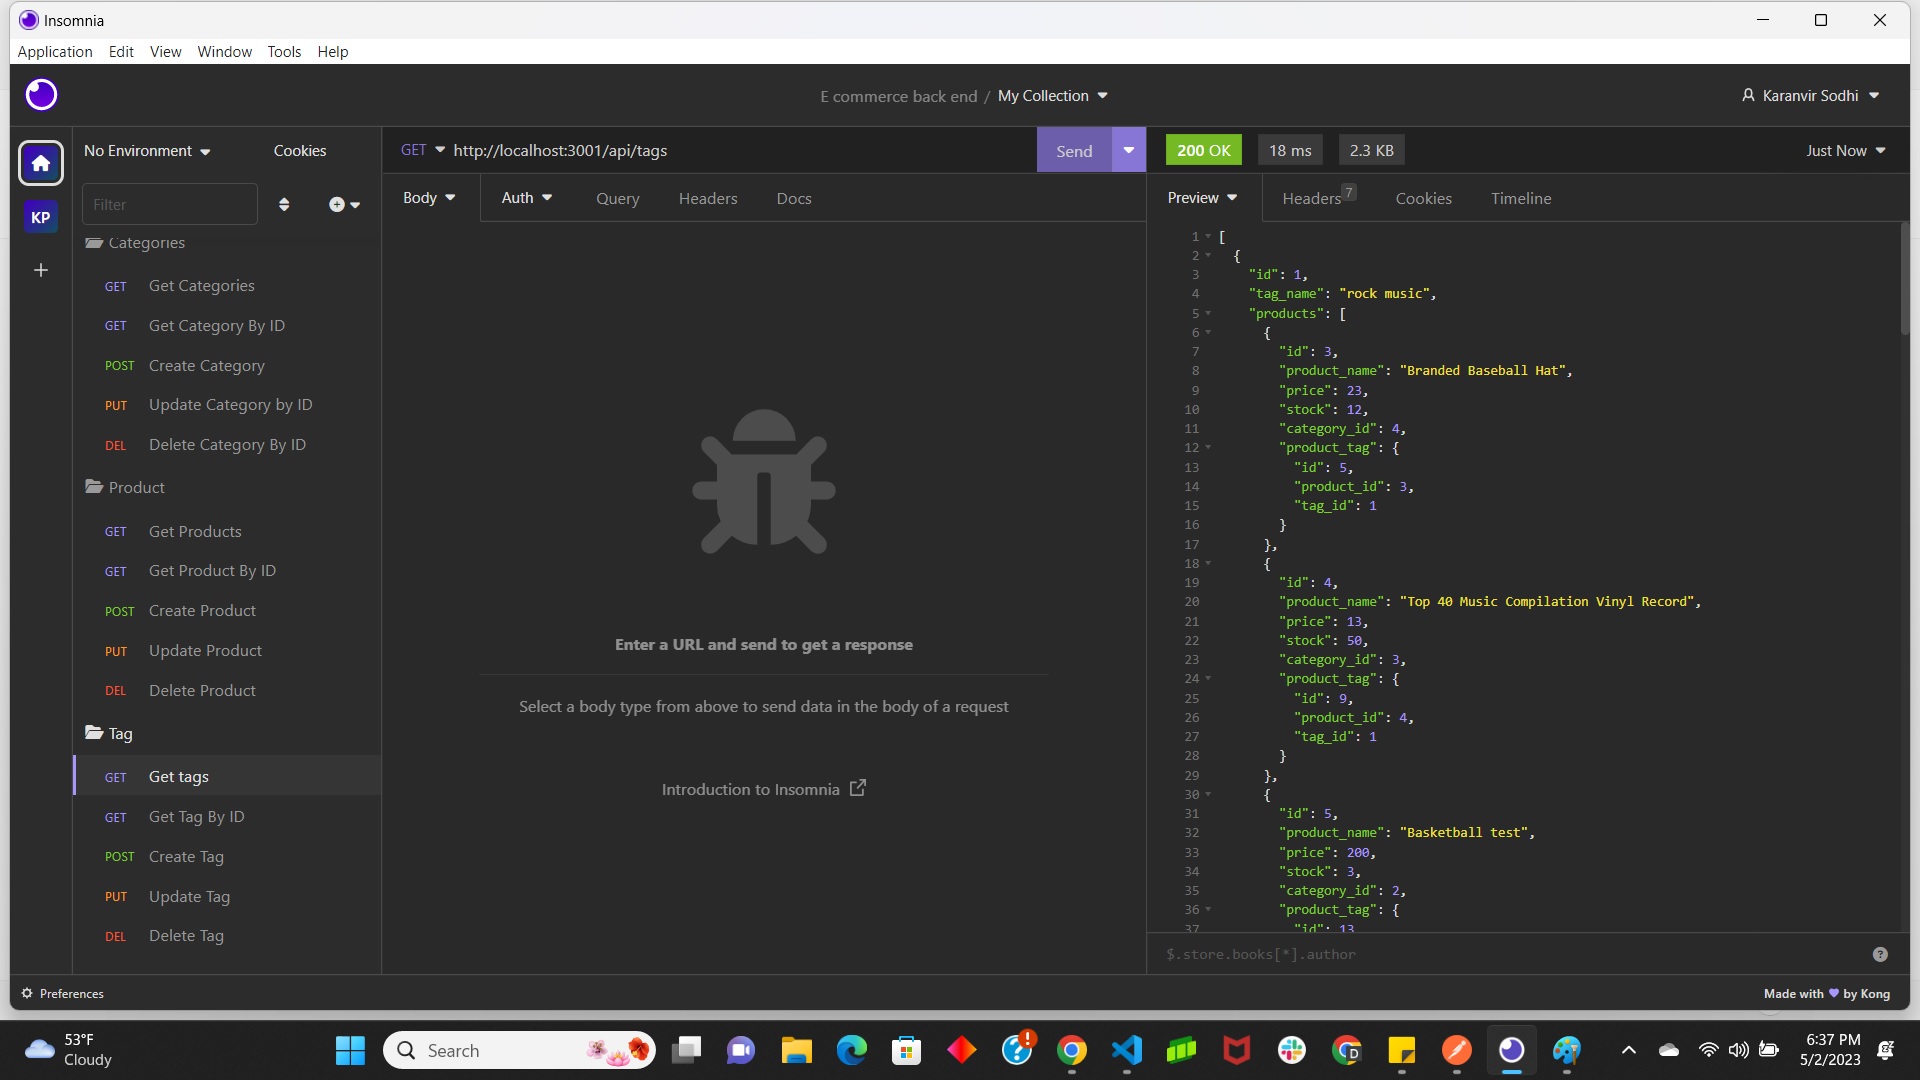 Insomnia
Application Edit View Window Tools Help
E commerce back end / My Collection
Karanvir Sodhi
KP
No Environment Cookies
Filter
Categories
GET Get Categories
GET Get Category By ID
POST Create Category
PUT Update Category by ID
DEL Delete Category By ID
Product
GET Get Products
GET Get Product By ID
POST Create Product
PUT Update Product
DEL Delete Product
Tag
GET Get tags
GET Get Tag By ID
POST Create Tag
PUT Update Tag
DEL Delete Tag
GET http://localhost:3001/api/tags Send
Body Auth Query Headers Docs
Enter a URL and send to get a response
Select a body type from above to send data in the body of a request
Introduction to Insomnia
200 OK 18 ms 2.3 KB Just Now
Preview Headers 7 Cookies Timeline
1 [
2 {
3 "id": 1,
4 "tag_name": "rock music",
5 "products": [
6 {
7 "id": 3,
8 "product_name": "Branded Baseball Hat",
9 "price": 23,
10 "stock": 12,
11 "category_id": 4,
12 "product_tag": {
13 "id": 5,
14 "product_id": 3,
15 "tag_id": 1
16 }
17 },
18 {
19 "id": 4,
20 "product_name": "Top 40 Music Compilation Vinyl Record",
21 "price": 13,
22 "stock": 50,
23 "category_id": 3,
24 "product_tag": {
25 "id": 9,
26 "product_id": 4,
27 "tag_id": 1
28 }
29 },
30 {
31 "id": 5,
32 "product_name": "Basketball test",
33 "price": 200,
34 "stock": 3,
35 "category_id": 2,
36 "product_tag": {
37 "id": 13
$.store.books[*].author
Preferences
Made with ♥ by Kong
53°F
Cloudy
Search
D
6:37 PM
5/2/2023